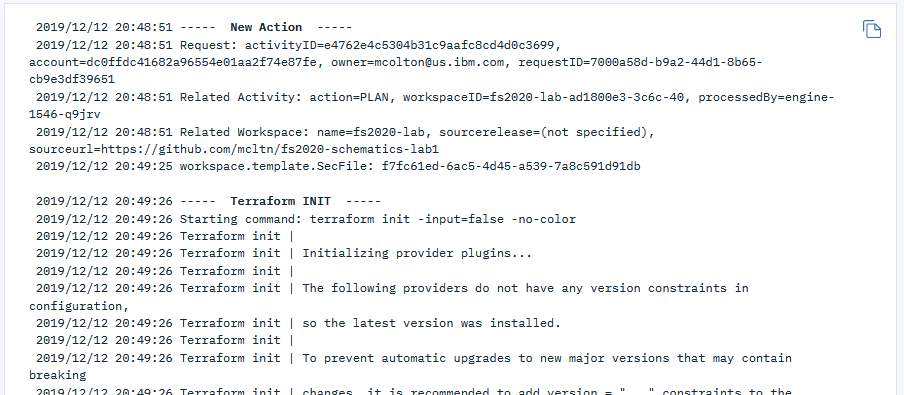 2019/12/12 20:48:51 -----  New Action  -----
2019/12/12 20:48:51 Request: activityID=e4762e4c5304b31c9aafc8cd4d0c3699,
account=dc0ffdc41682a96554e01aa2f74e87fe, owner=mcolton@us.ibm.com, requestID=7000a58d-b9a2-44d1-8b65-
cb9e3df39651
2019/12/12 20:48:51 Related Activity: action=PLAN, workspaceID=fs2020-lab-ad1800e3-3c6c-40, processedBy=engine-
1546-q9jrv
2019/12/12 20:48:51 Related Workspace: name=fs2020-lab, sourcerelease=(not specified),
sourceurl=https://github.com/mcltn/fs2020-schematics-lab1
2019/12/12 20:49:25 workspace.template.SecFile: f7fc61ed-6ac5-4d45-a539-7a8c591d91db
2019/12/12 20:49:26 -----  Terraform INIT  -----
2019/12/12 20:49:26 Starting command: terraform init -input=false -no-color
2019/12/12 20:49:26 Terraform init |
2019/12/12 20:49:26 Terraform init | Initializing provider plugins...
2019/12/12 20:49:26 Terraform init |
2019/12/12 20:49:26 Terraform init | The following providers do not have any version constraints in
configuration,
2019/12/12 20:49:26 Terraform init | so the latest version was installed.
2019/12/12 20:49:26 Terraform init |
2019/12/12 20:49:26 Terraform init | To prevent automatic upgrades to new major versions that may contain
breaking
2019/12/12 20:49:26 Terraform init | changes, it is recommended to add version = "..." constraints to the